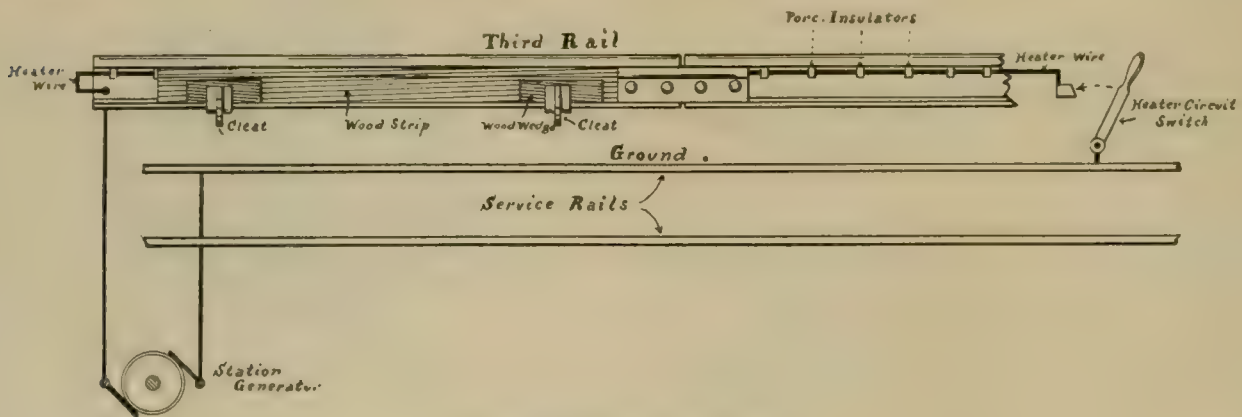 Porc. Insulators
Third Rail
Heater Wire
Heater
Wire
Heater Circuit
Switch
Cleat
Wood Strip
Wood Wedge
Cleat
Ground.
Service Rails
Station
Generator